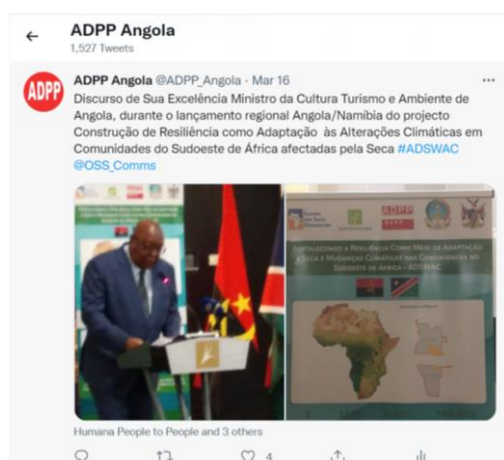 ADPP Angola
1,527 Tweets
ADPP
ADPP Angola @ADPP_Angola · Mar 16
Discurso de Sua Excelência Ministro da Cultura Turismo e Ambiente de
Angola, durante o lançamento regional Angola/Namíbia do projecto
Construção de Resiliência como Adaptação às Alterações Climáticas em
Comunidades do Sudoeste de África afectadas pela Seca #ADSWAC
@OSS_Comms
ADPP
Fortalecendo a Resiliência Como Meio de Adaptação
à Seca e Mudanças Climáticas nas Comunidades no
Sudoeste de Africa - ADSWAC
Humana People to People and 3 others
4